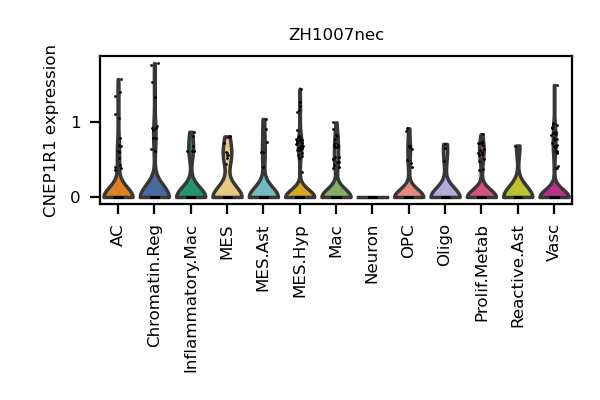 ZH1007nec
CNEP1R1 expression
1
0
AC
Chromatin.Reg
Inflammatory.Mac
MES
MES.Ast
MES.Hyp
Mac
Neuron
OPC
Oligo
Prolif.Metab
Reactive.Ast
Vasc